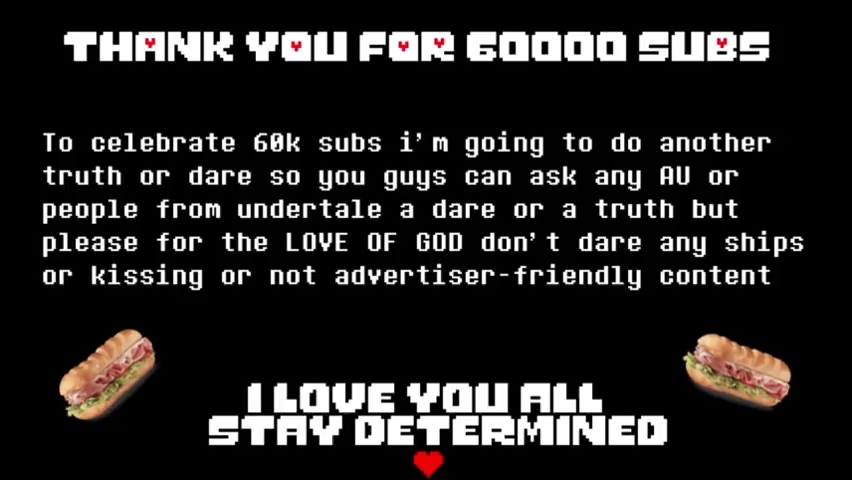 THANK YOU FOR 60000 SUBS
To celebrate 60k subs i'm going to do another
truth or dare so you guys can ask any AU or
people from undertale a dare or a truth but
please for the LOVE OF GOD don't dare any ships
or kissing or not advertiser-friendly content
I LOVE YOU ALL
STAY DETERMINED